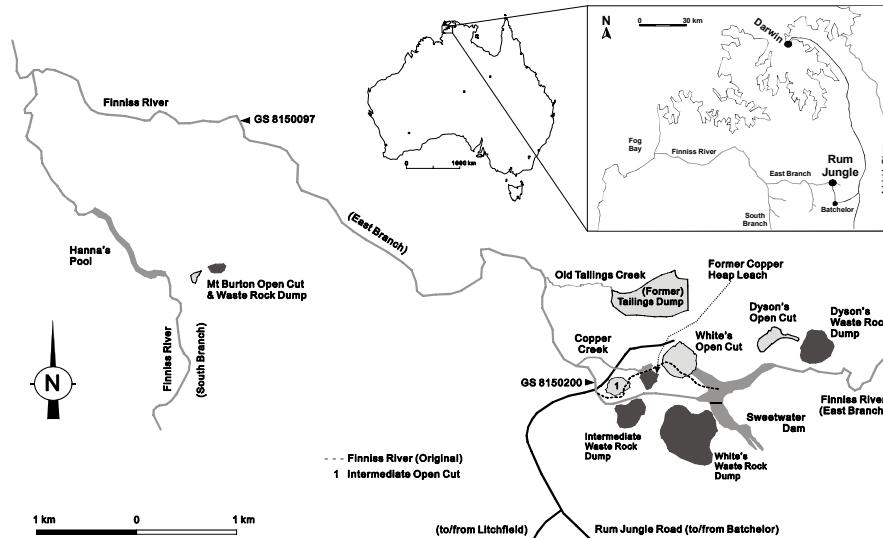 Finniss River
GS 8150097
(East Branch)
Hanna's
Pool
Mt Burton Open Cut
& Waste Rock Dump
Finniss River
(South Branch)
N
1 km
0
1 km
0
1000 km
N
0
30 km
Darwin
Fog
Bay
Finniss River
East Branch
Rum
Jungle
South
Branch
Batchelor
Old Tailings Creek
(Former)
Tailings Dump
Former Copper
Heap Leach
Copper
Creek
White's
Open Cut
Dyson's
Open Cut
Dyson's
Waste Rock
Dump
GS 8150200
1
Finniss River
(East Branch
Sweetwater
Dam
Intermediate
Waste Rock
Dump
White's
Waste Rock
Dump
Finniss River (Original)
1 Intermediate Open Cut
(to/from Litchfield)
Rum Jungle Road (to/from Batchelor)